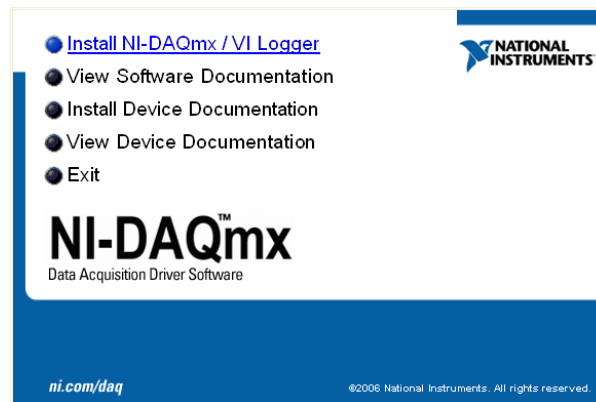 Install NI-DAQmx / VI Logger
View Software Documentation
Install Device Documentation
View Device Documentation
Exit
NATIONAL
INSTRUMENTS
NI-DAQ™mx
Data Acquisition Driver Software
ni.com/daq
©2006 National Instruments. All rights reserved.